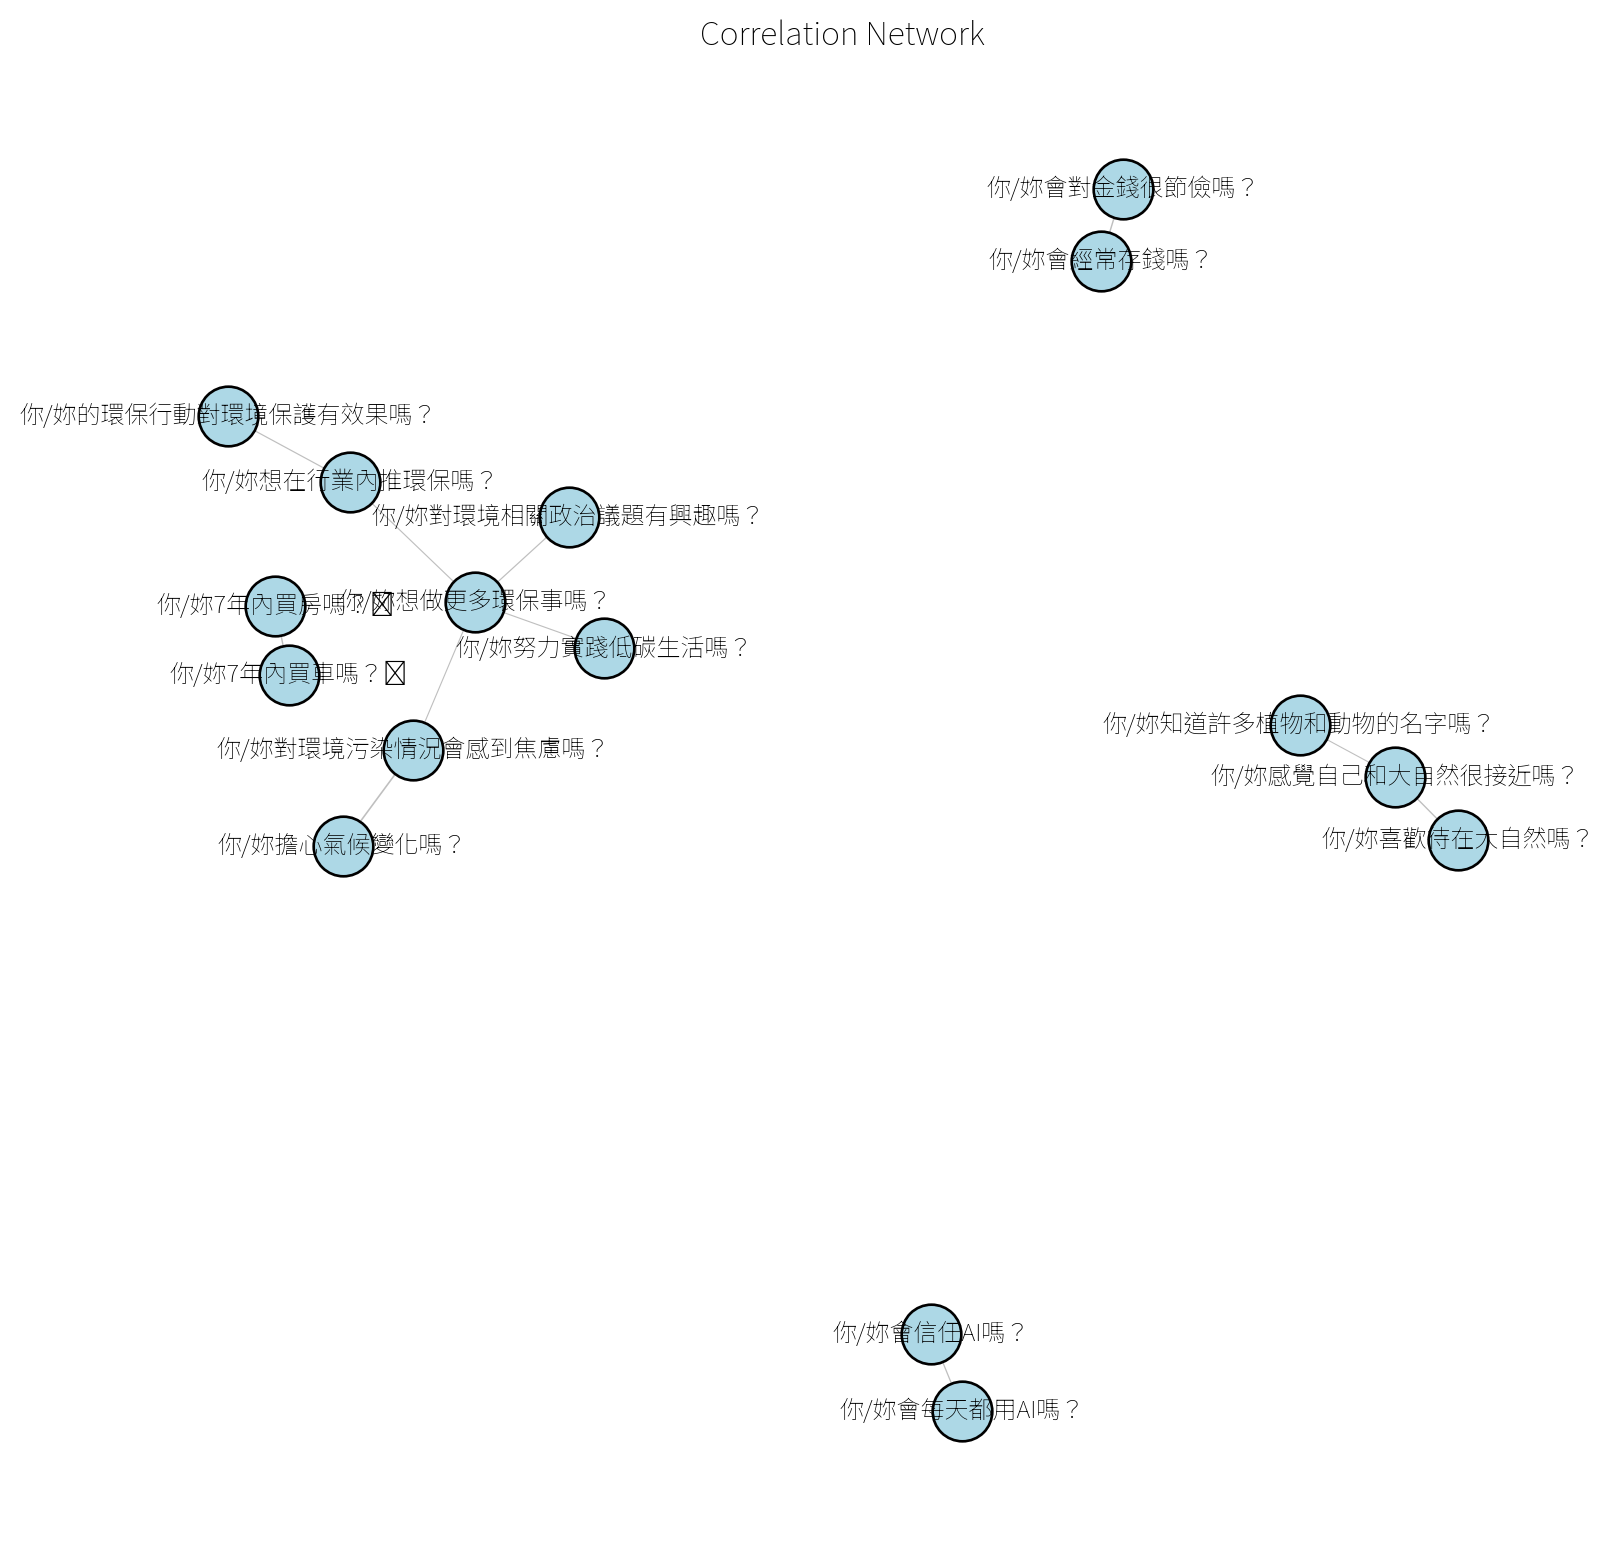 Correlation Network
你/妳會對金錢很節儉嗎？
你/妳會經常存錢嗎？
你/妳的環保行動對環境保護有效果嗎？
你/妳想在行業內推環保嗎？
你/妳對環境相關政治議題有興趣嗎？
你/妳7年內買房嗎？
你/妳想做更多環保事嗎？
你/妳努力實踐低碳生活嗎？
你/妳7年內買車嗎？
你/妳知道許多植物和動物的名字嗎？
你/妳對環境污染情況會感到焦慮嗎？
你/妳感覺自己和大自然很接近嗎？
你/妳喜歡待在大自然嗎？
你/妳擔心氣候變化嗎？
你/妳會信任AI嗎？
你/妳會每天都用AI嗎？